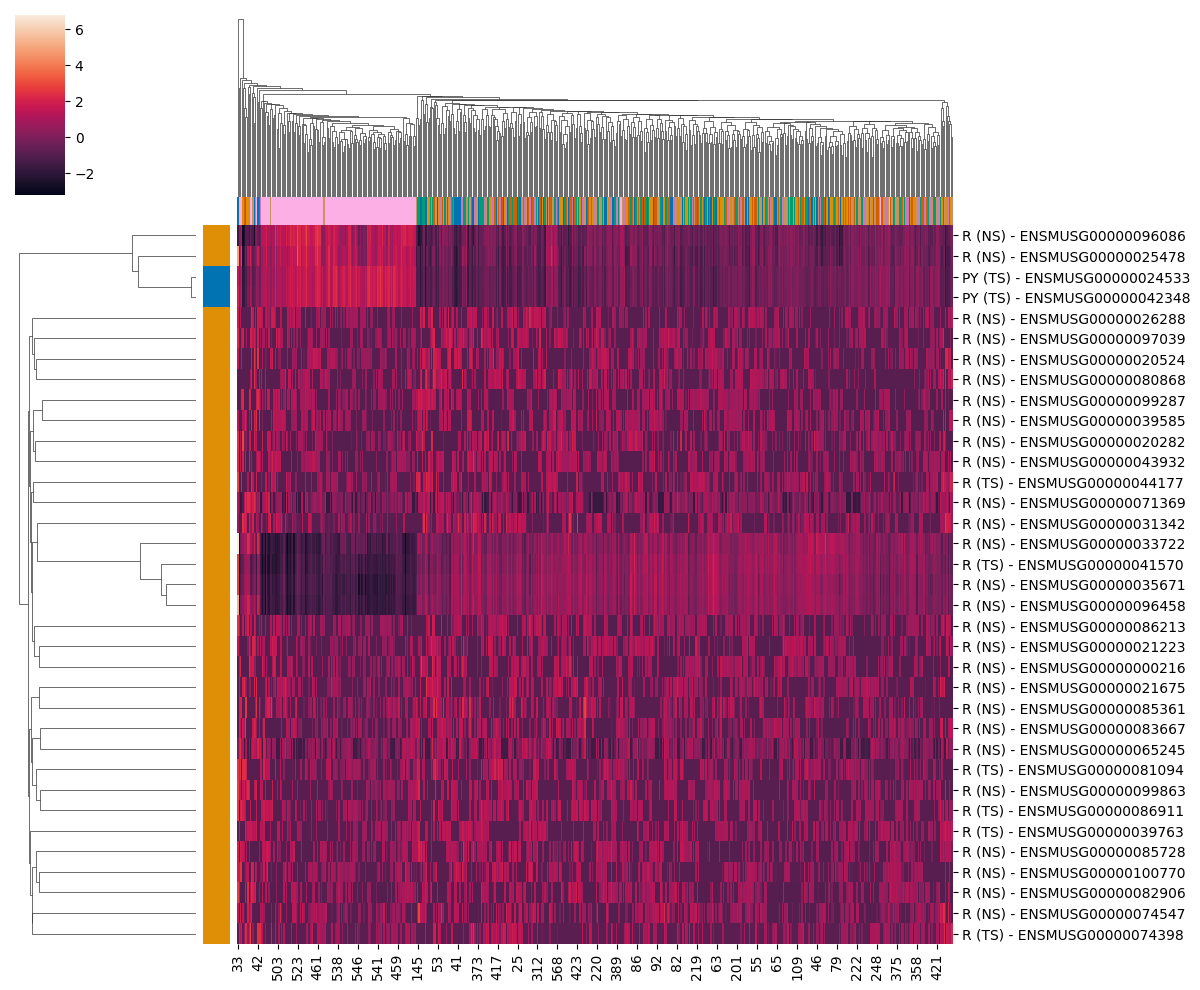 6
4
2
0
−2
R (NS) - ENSMUSG00000096086
R (NS) - ENSMUSG00000025478
PY (TS) - ENSMUSG00000024533
PY (TS) - ENSMUSG00000042348
R (NS) - ENSMUSG00000026288
R (NS) - ENSMUSG00000097039
R (NS) - ENSMUSG00000020524
R (NS) - ENSMUSG00000080868
R (NS) - ENSMUSG00000099287
R (NS) - ENSMUSG00000039585
R (NS) - ENSMUSG00000020282
R (NS) - ENSMUSG00000043932
R (TS) - ENSMUSG00000044177
R (NS) - ENSMUSG00000071369
R (NS) - ENSMUSG00000031342
R (NS) - ENSMUSG00000033722
R (TS) - ENSMUSG00000041570
R (NS) - ENSMUSG00000035671
R (NS) - ENSMUSG00000096458
R (NS) - ENSMUSG00000086213
R (NS) - ENSMUSG00000021223
R (NS) - ENSMUSG00000000216
R (NS) - ENSMUSG00000021675
R (NS) - ENSMUSG00000085361
R (NS) - ENSMUSG00000083667
R (NS) - ENSMUSG00000065245
R (TS) - ENSMUSG00000081094
R (NS) - ENSMUSG00000099863
R (TS) - ENSMUSG00000086911
R (TS) - ENSMUSG00000039763
R (NS) - ENSMUSG00000085728
R (NS) - ENSMUSG00000100770
R (NS) - ENSMUSG00000082906
R (NS) - ENSMUSG00000074547
R (TS) - ENSMUSG00000074398
33
42
503
523
461
538
546
541
459
145
53
41
373
417
25
312
568
423
220
389
86
92
82
219
63
201
55
65
109
46
79
222
248
375
358
421